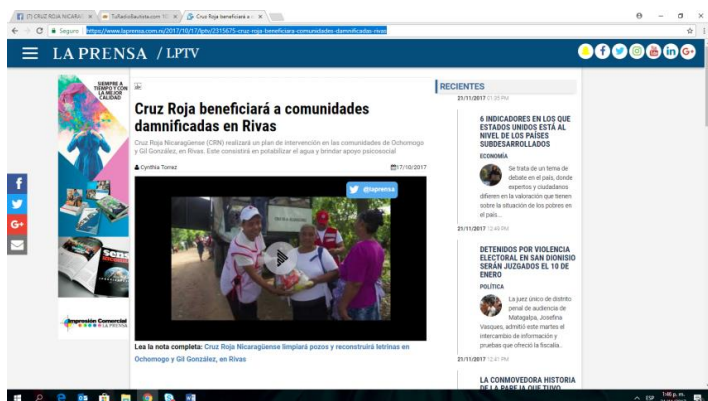 (7) CRUZ ROJA NICARAG
TuRadioBautista.com
Cruz Roja beneficiará a c
Seguro
https://www.laprensa.com.ni/2017/10/17/lptv/2315675-cruz-roja-beneficiara-comunidades-damnificadas-rivas
LA PRENSA / LPTV
SIEMPRE A
TIEMPO Y CON
LA MEJOR
CALIDAD
Impresión Comercial
LA PRENSA
Cruz Roja beneficiará a comunidades
damnificadas en Rivas
Cruz Roja Nicaragüense (CRN) realizará un plan de intervención en las comunidades de Ochomogo
y Gil González, en Rivas. Este consistirá en potabilizar el agua y brindar apoyo psicosocial
Cynthia Torrez
17/10/2017
@laprensa
Lea la nota completa: Cruz Roja Nicaragüense limpiará pozos y reconstruirá letrinas en
Ochomogo y Gil González, en Rivas
RECIENTES
21/11/2017 01:05 PM
6 INDICADORES EN LOS QUE
ESTADOS UNIDOS ESTÁ AL
NIVEL DE LOS PAÍSES
SUBDESARROLLADOS
ECONOMÍA
Se trata de un tema de
debate en el país, donde
expertos y ciudadanos
difieren en la valoración que tienen
sobre la situación de los pobres en
el país...
21/11/2017 12:48 PM
DETENIDOS POR VIOLENCIA
ELECTORAL EN SAN DIONISIO
SERÁN JUZGADOS EL 10 DE
ENERO
POLÍTICA
La juez único de distrito
penal de audiencia de
Matagalpa, Josefina
Vasques, admitió este martes el
intercambio de información y
pruebas que ofreció la fiscalía.
21/11/2017 12:41 PM
LA CONMOVEDORA HISTORIA
DE LA PAREJA QUE TUVO
ESP
1:46 p. m.